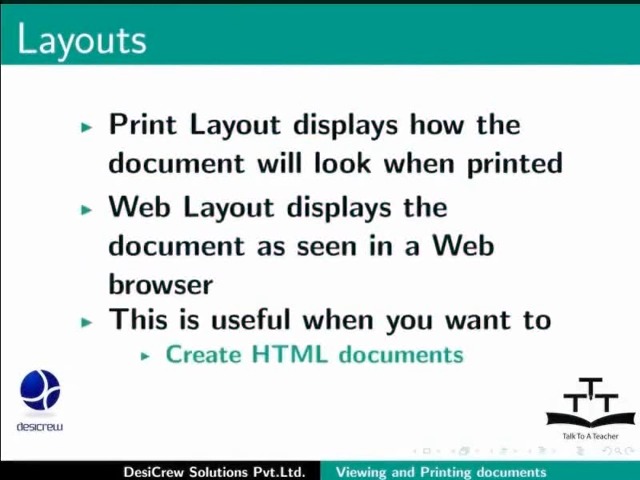 Layouts
Print Layout displays how the
document will look when printed
Web Layout displays the
document as seen in a Web
browser
This is useful when you want to
Create HTML documents
desicrew
TTT
Talk To A Teacher
DesiCrew Solutions Pvt.Ltd. Viewing and Printing documents